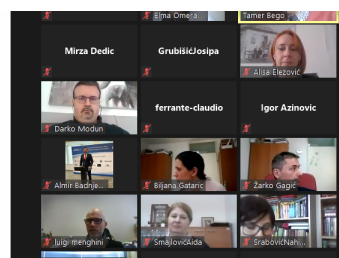 Elma Omera...
Tamer Bego
Mirza Dedic
GrubišićJosipa
Alisa Elezović
Darko Modun
ferrante-claudio
Igor Azinovic
Almir Badnje...
Biljana Gataric
Žarko Gagić
luigi menghini
SmajlovicAida
SrabovićNahi...